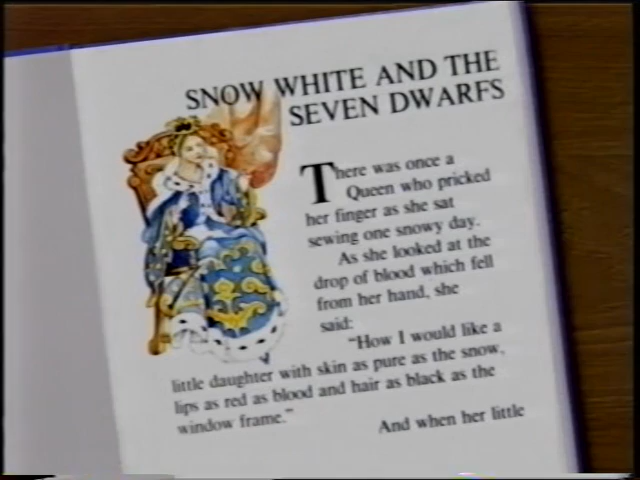 SNOW WHITE AND THE
SEVEN DWARFS
There was once a
Queen who pricked
her finger as she sat
sewing one snowy day.
As she looked at the
drop of blood which fell
from her hand, she
said:
"How I would like a
little daughter with skin as pure as the snow,
lips as red as blood and hair as black as the
window frame."
And when her little